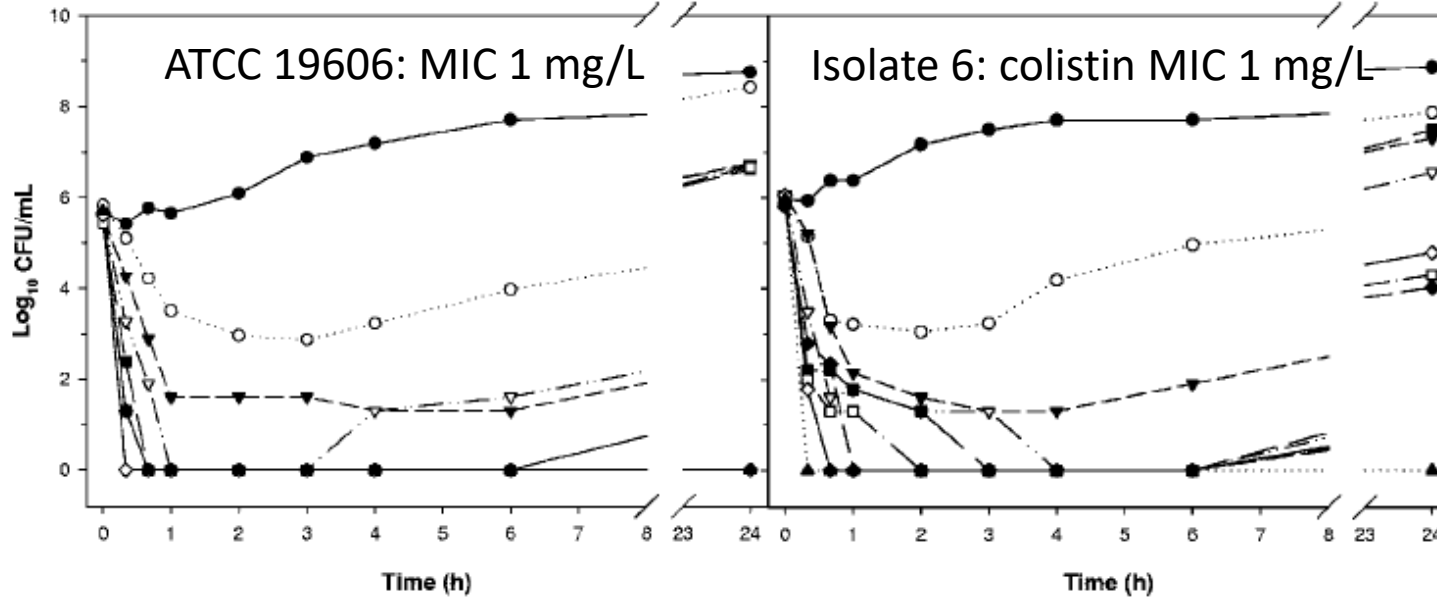 ATCC 19606: MIC 1 mg/L
Isolate 6: colistin MIC 1 mg/L
Log₁₀ CFU/mL
10
8
6
4
2
0
0 1 2 3 4 5 6 7 8 23 24
0 1 2 3 4 5 6 7 8 23 24
Time (h)
Time (h)